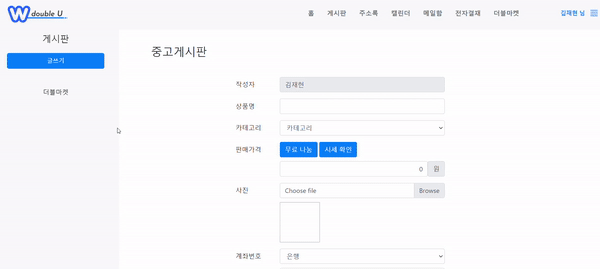 W double U
홈 게시판 주소록 캘린더 메일함 전자결재 더블마켓 김재현 님
게시판
글쓰기
더블마켓
중고게시판
작성자 김재현
상품명
카테고리 카테고리
판매가격 무료 나눔 시세 확인
0 원
사진 Choose file Browse
계좌번호 은행